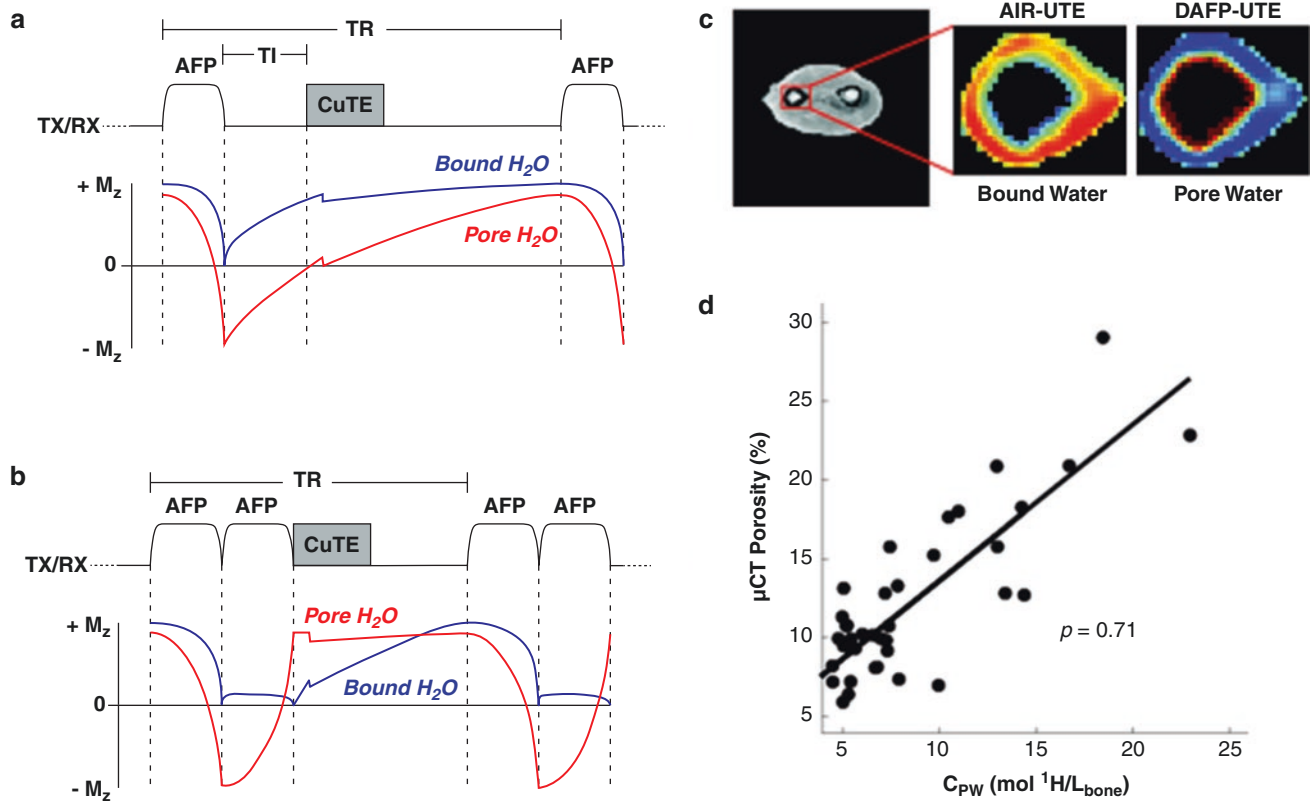 a
TR
TI
AFP
AFP
CuTE
TX/RX
+ Mz
Bound H2O
Pore H2O
0
- Mz
b
TR
AFP AFP
AFP AFP
CuTE
TX/RX
Pore H2O
+ Mz
Bound H2O
0
- Mz
c
AIR-UTE
DAFP-UTE
Bound Water
Pore Water
d
µCT Porosity (%)
30
25
20
15
10
5
p = 0.71
5 10 15 20 25
CPW (mol 1H/Lbone)